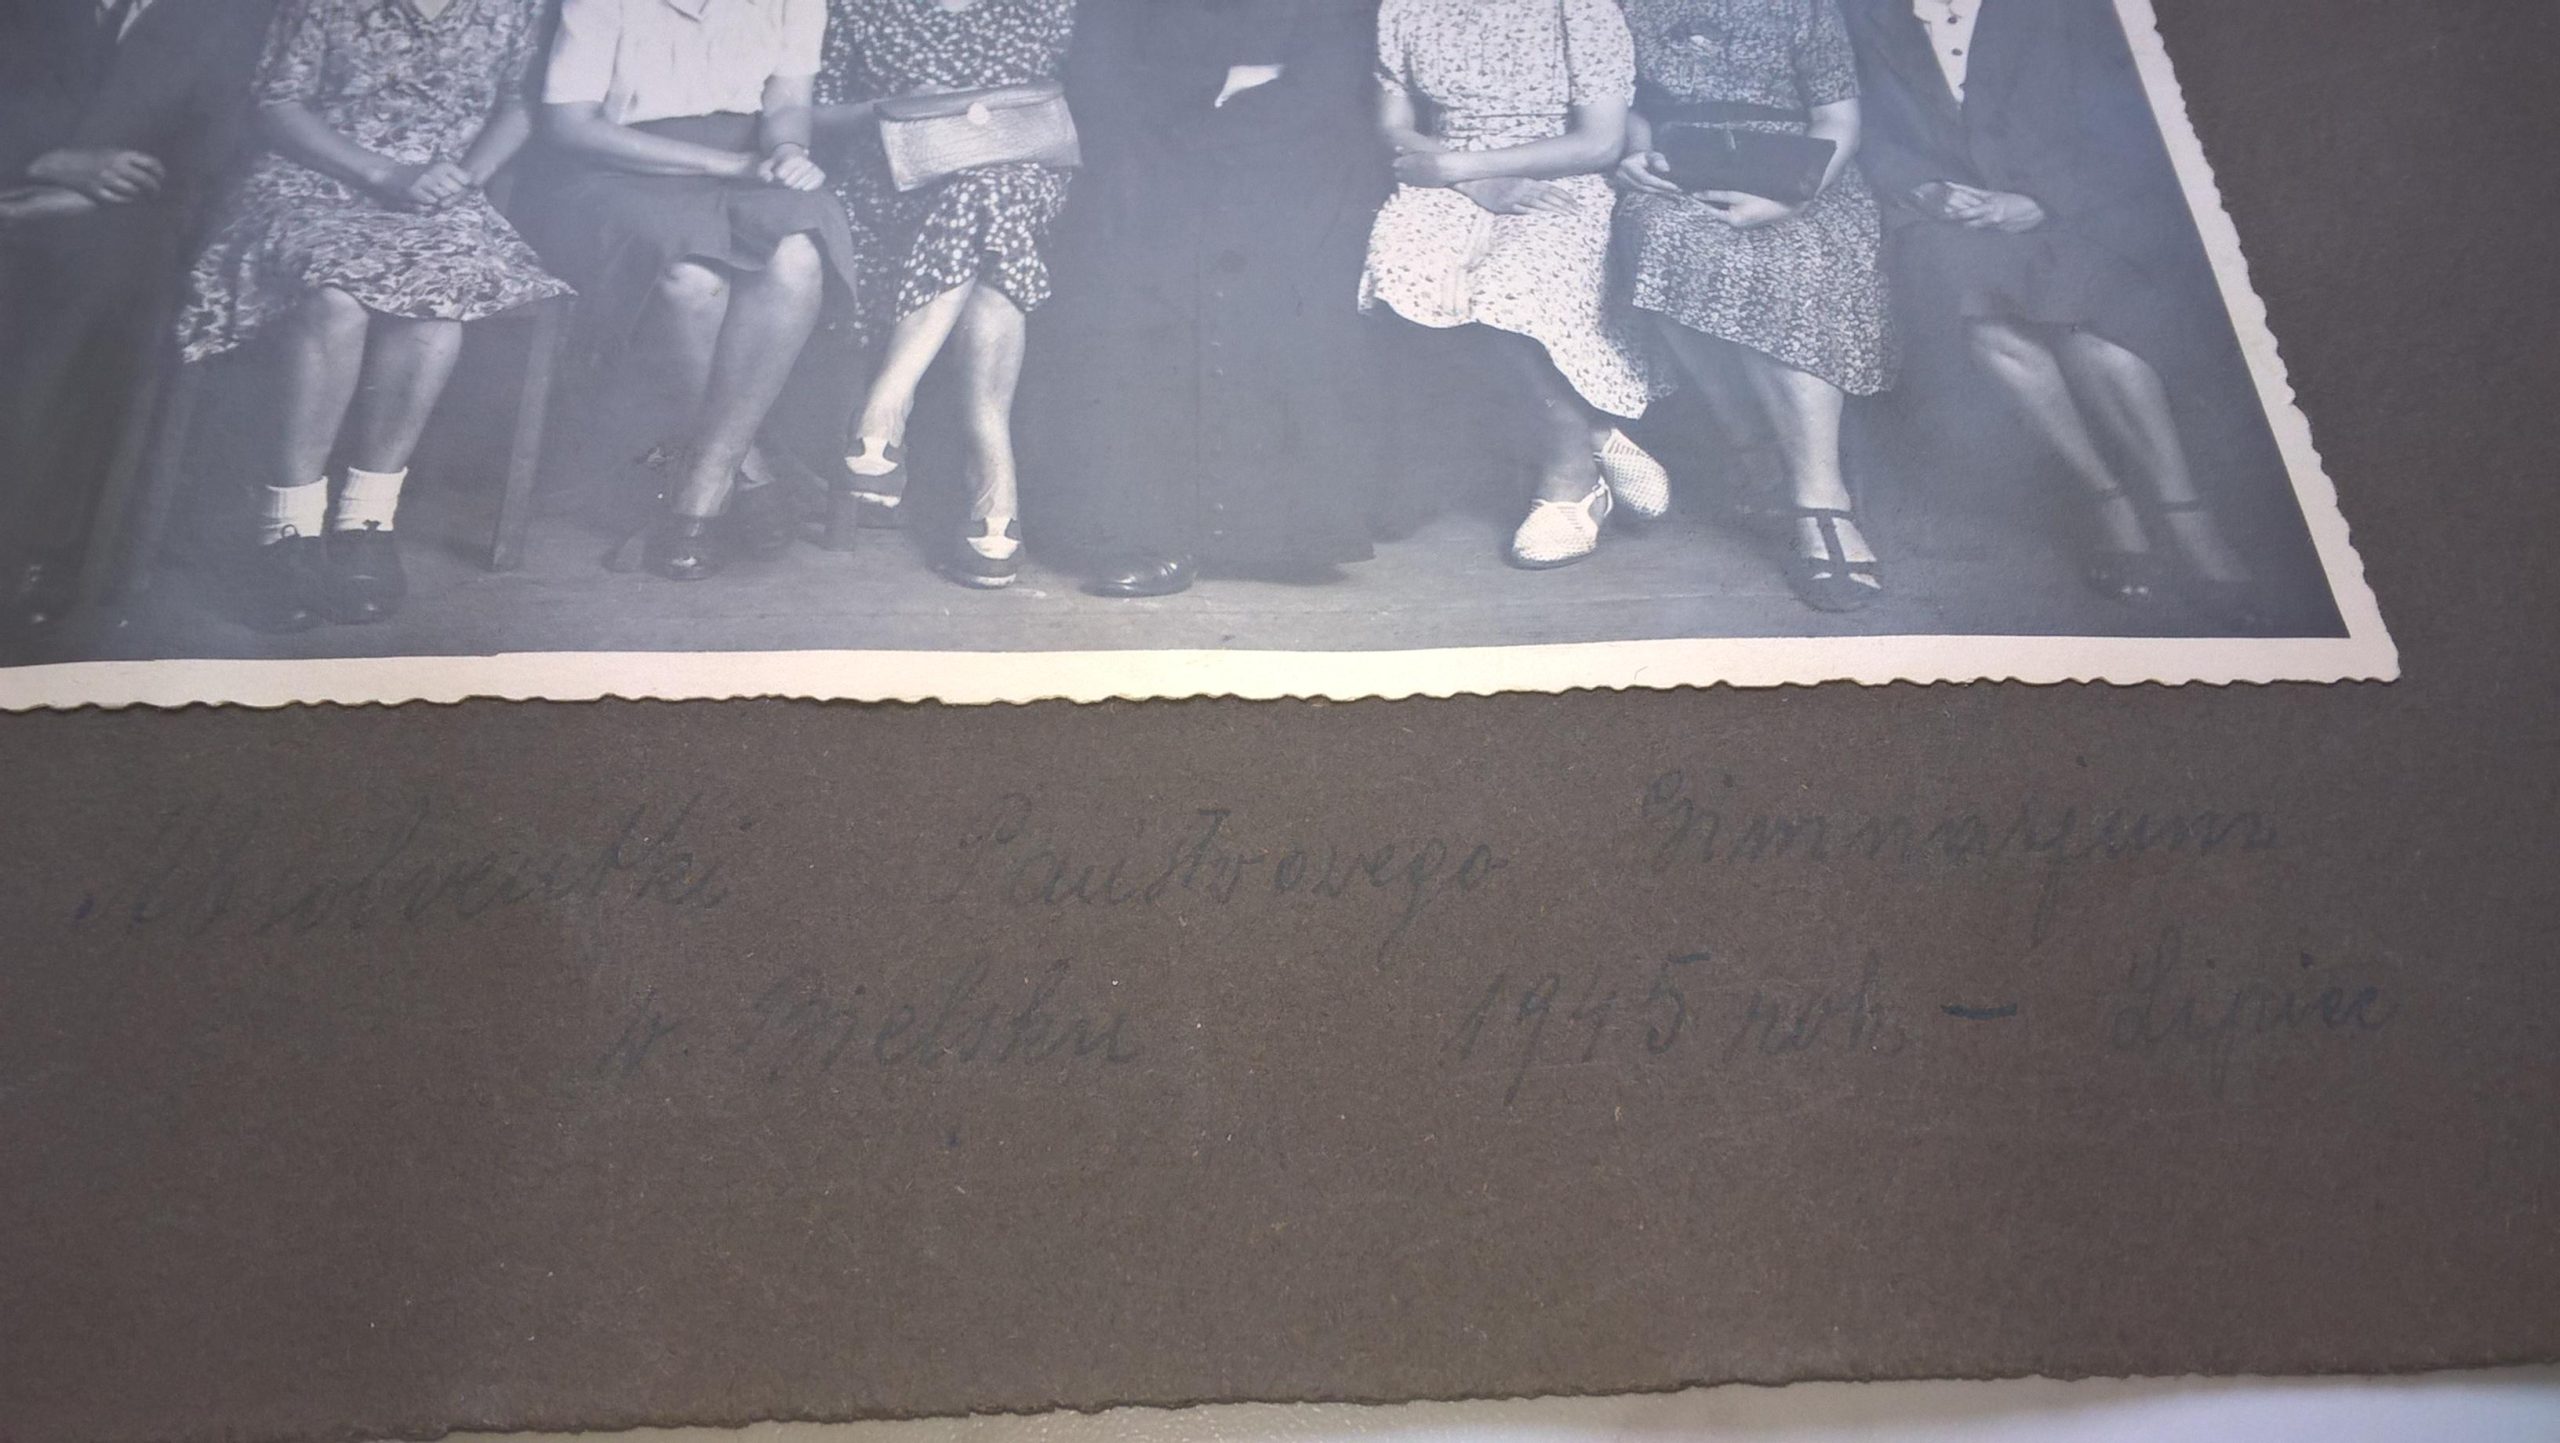 Absolwentki Państwowego Gimnazjum
w Bielsku 1945 rok - Lipiec